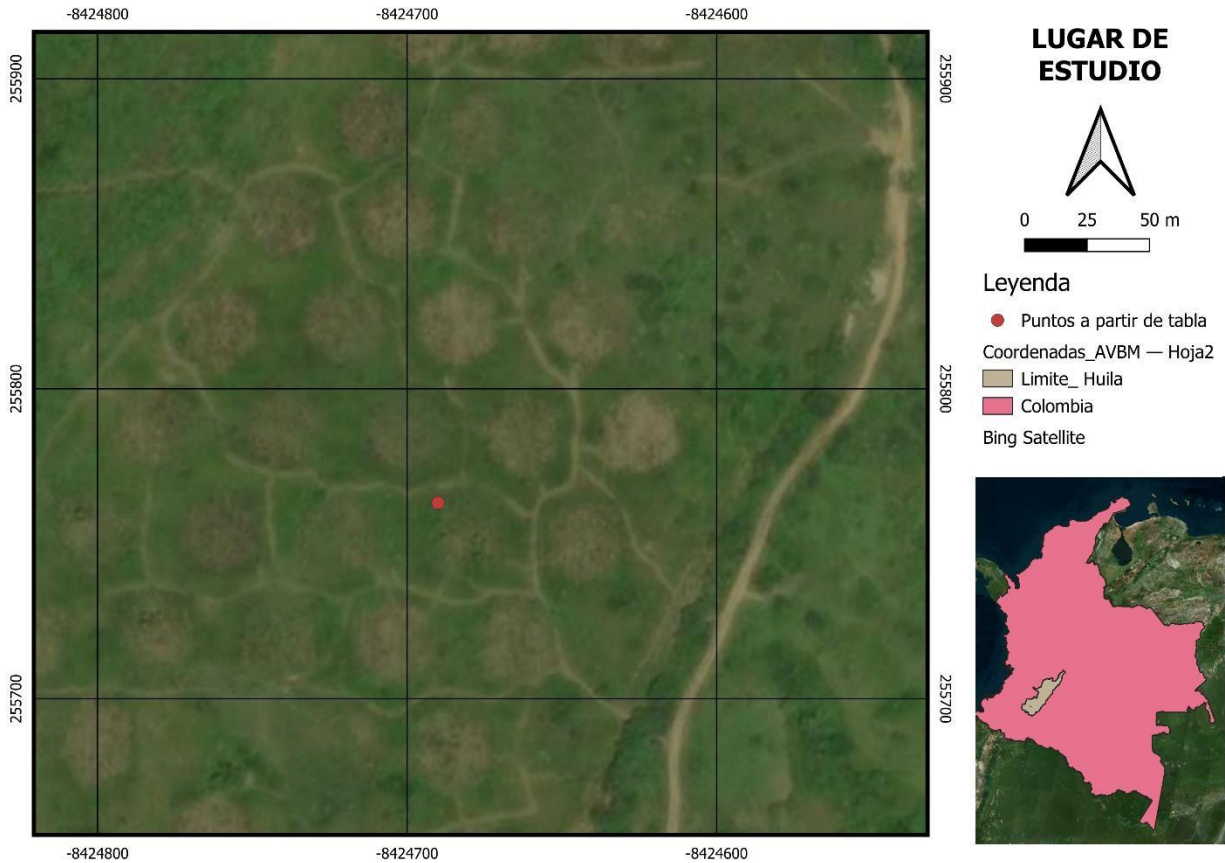 -8424800
-8424700
-8424600
255900
255900
255800
255800
255700
255700
-8424800
-8424700
-8424600
LUGAR DE
ESTUDIO
0 25 50 m
Leyenda
Puntos a partir de tabla
Coordenadas_AVBM — Hoja2
Limite_ Huila
Colombia
Bing Satellite